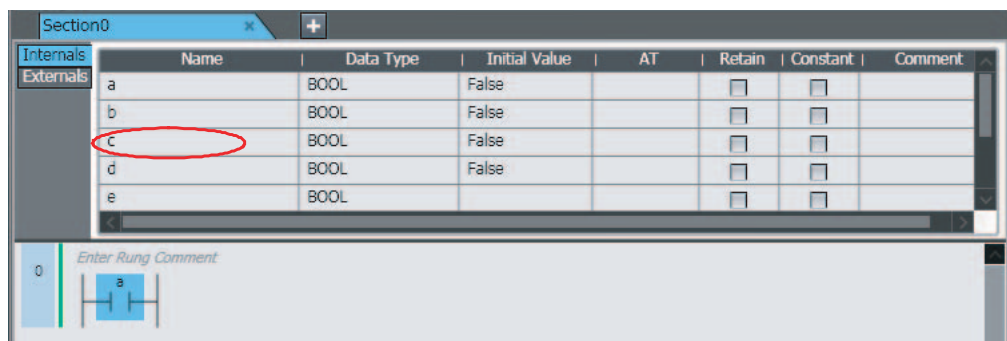 Section0 × +
Internals
Externals
Name Data Type Initial Value AT Retain Constant Comment
a BOOL False
b BOOL False
c BOOL False
d BOOL False
e BOOL
0 Enter Rung Comment
a